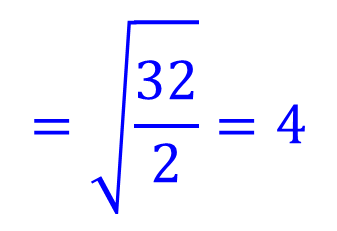 = √(32/2) = 4